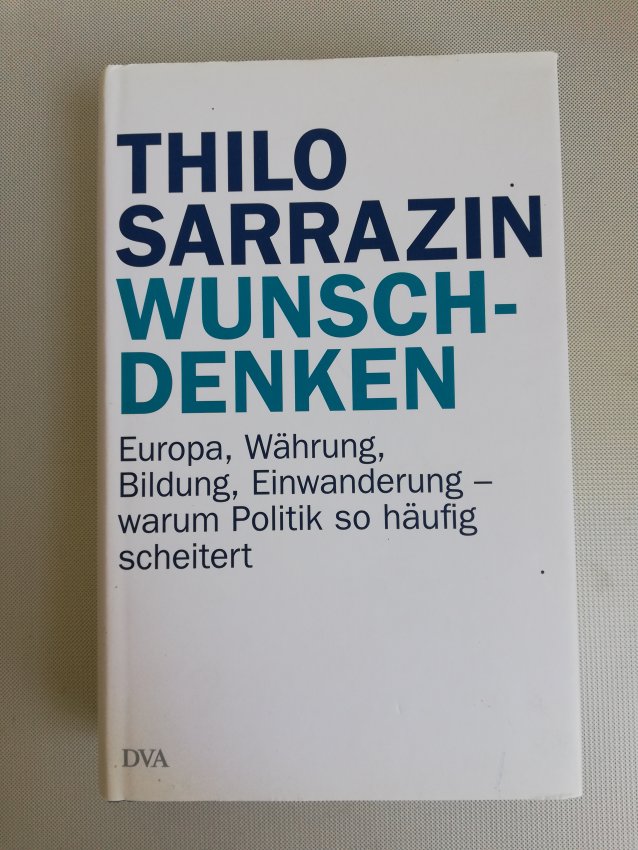 THILO
SARRAZIN
WUNSCH-
DENKEN
Europa, Währung,
Bildung, Einwanderung –
warum Politik so häufig
scheitert
DVA